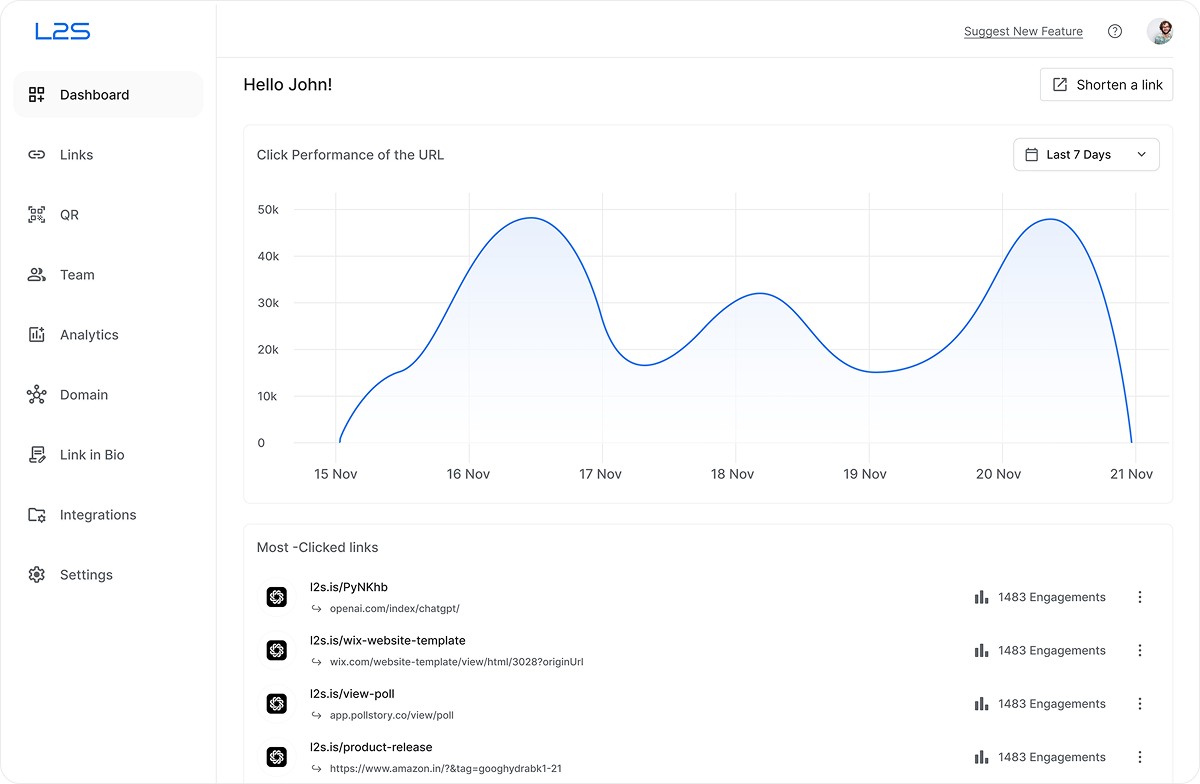 L2S
Suggest New Feature
Dashboard
Links
QR
Team
Analytics
Domain
Link in Bio
Integrations
Settings
Hello John!
Shorten a link
Click Performance of the URL
Last 7 Days
50k
40k
30k
20k
10k
0
15 Nov 16 Nov 17 Nov 18 Nov 19 Nov 20 Nov 21 Nov
Most -Clicked links
l2s.is/PyNKhb
openai.com/index/chatgpt/
1483 Engagements
l2s.is/wix-website-template
wix.com/website-template/view/html/3028?originUrl
1483 Engagements
l2s.is/view-poll
app.pollstory.co/view/poll
1483 Engagements
l2s.is/product-release
https://www.amazon.in/?&tag=googhydrabk1-21
1483 Engagements